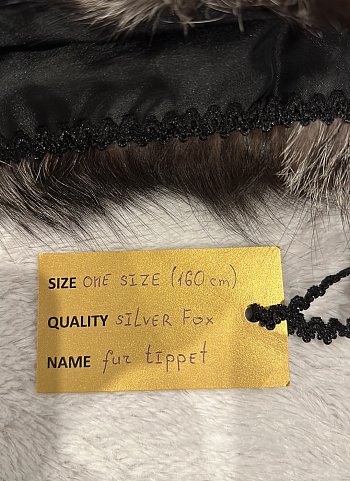 SIZE ONE SIZE (160 cm)
QUALITY SILVER FOX
NAME fur tippet